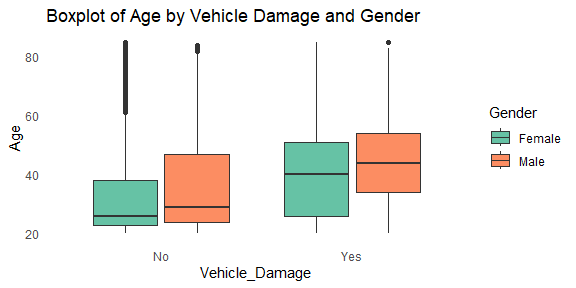 Boxplot of Age by Vehicle Damage and Gender
80
60
40
20
Age
No Yes
Vehicle_Damage
Gender
Female
Male